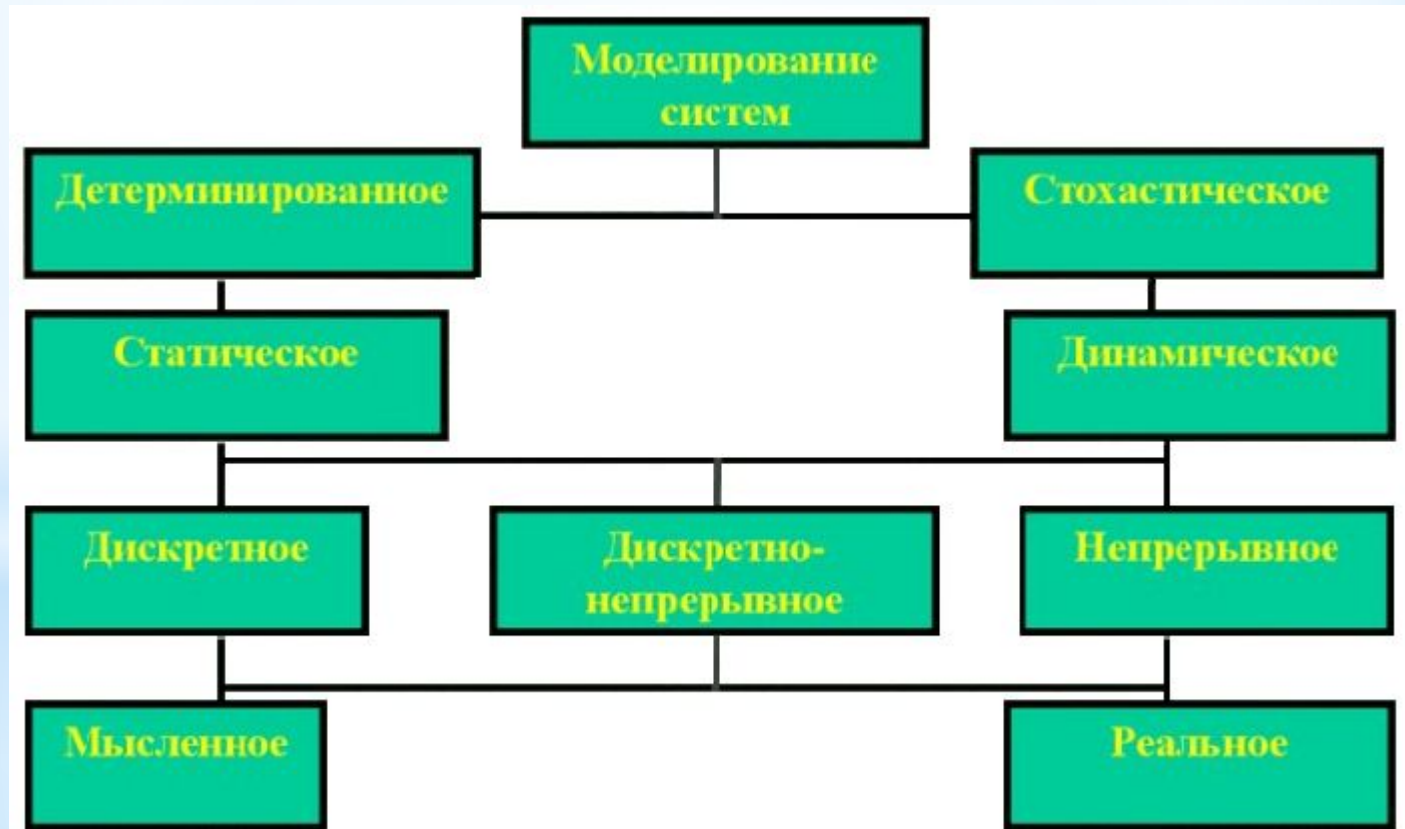 Моделирование
систем
Детерминированное
Стохастическое
Статическое
Динамическое
Дискретное
Дискретно-
непрерывное
Непрерывное
Мысленное
Реальное